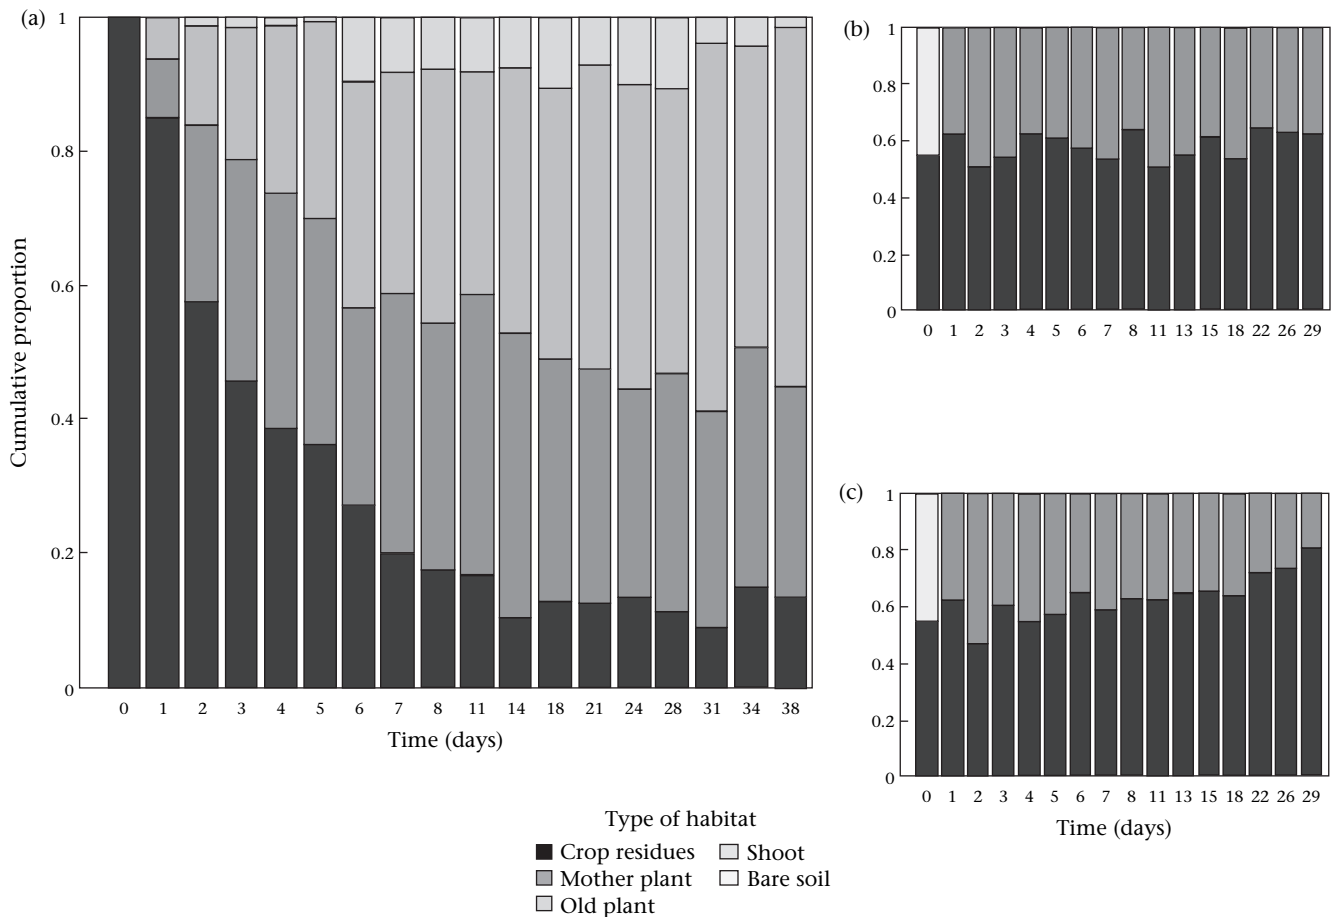 (a)
Cumulative proportion
1
0.8
0.6
0.4
0.2
0
0 1 2 3 4 5 6 7 8 11 14 18 21 24 28 31 34 38
Time (days)
(b)
1
0.8
0.6
0.4
0.2
0
0 1 2 3 4 5 6 7 8 11 13 15 18 22 26 29
(c)
1
0.8
0.6
0.4
0.2
0
0 1 2 3 4 5 6 7 8 11 13 15 18 22 26 29
Time (days)
Type of habitat
Crop residues
Mother plant
Old plant
Shoot
Bare soil